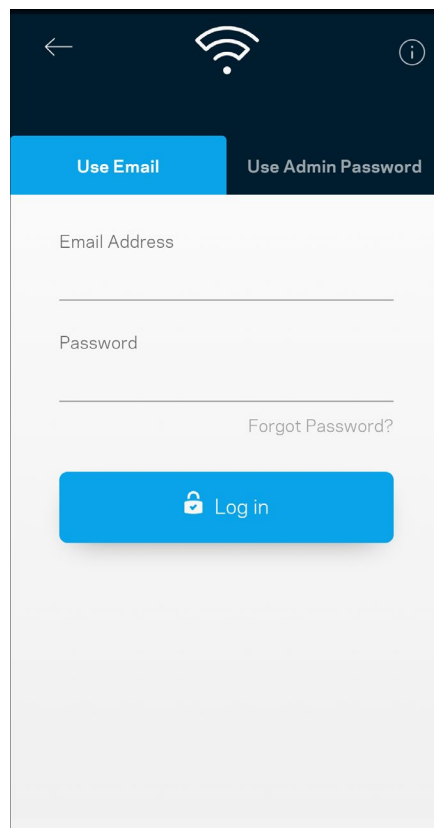 Use Email
Use Admin Password
Email Address
Password
Forgot Password?
Log in